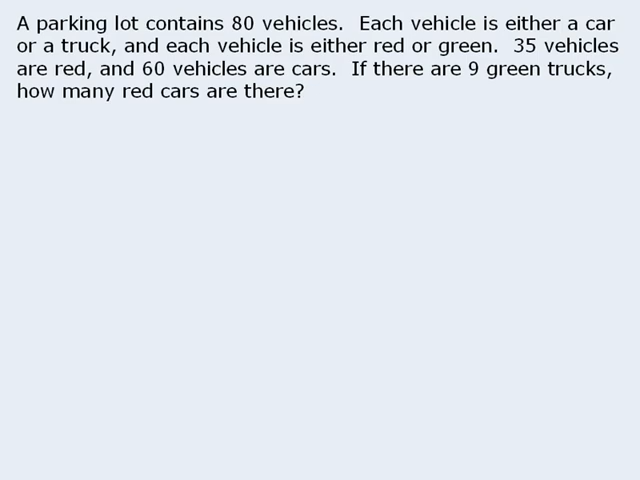 A parking lot contains 80 vehicles.  Each vehicle is either a car
or a truck, and each vehicle is either red or green.  35 vehicles
are red, and 60 vehicles are cars.  If there are 9 green trucks,
how many red cars are there?